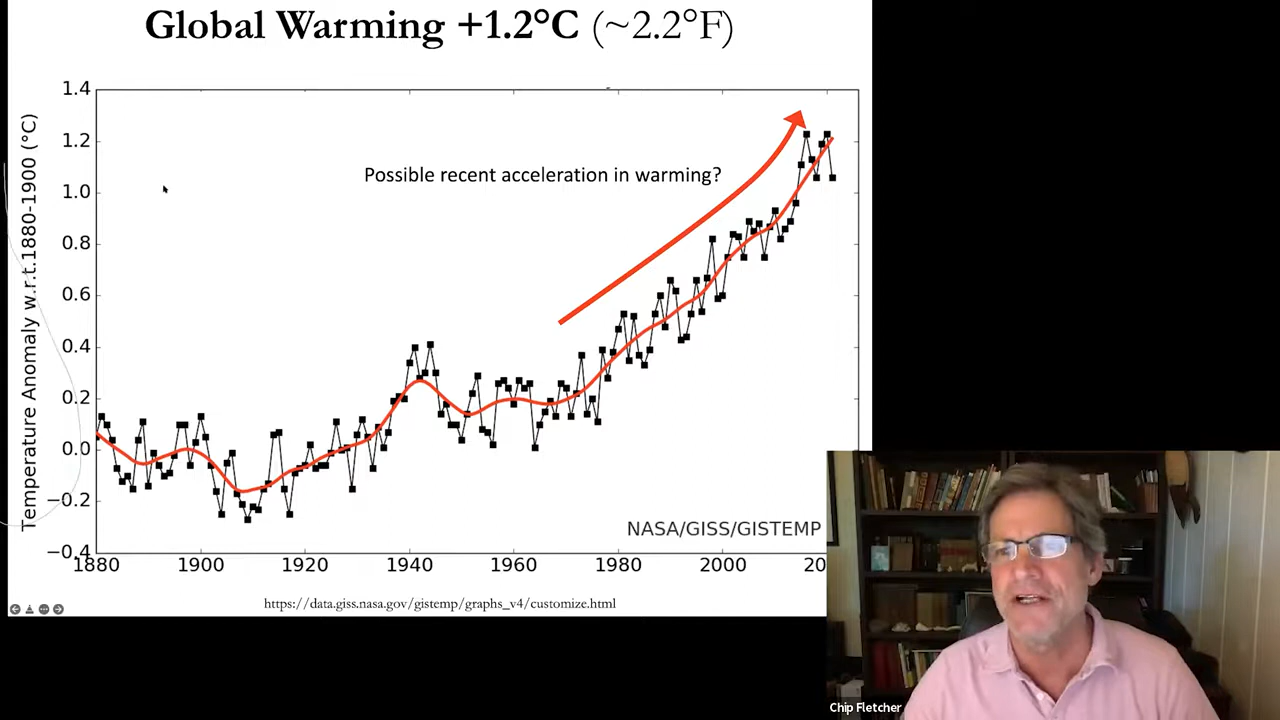 Global Warming +1.2°C (~2.2°F)
Temperature Anomaly w.r.t.1880-1900 (°C)
1.4
1.2
1.0
0.8
0.6
0.4
0.2
0.0
−0.2
−0.4
Possible recent acceleration in warming?
NASA/GISS/GISTEMP
1880 1900 1920 1940 1960 1980 2000 20
https://data.giss.nasa.gov/gistemp/graphs_v4/customize.html
Chip Fletcher